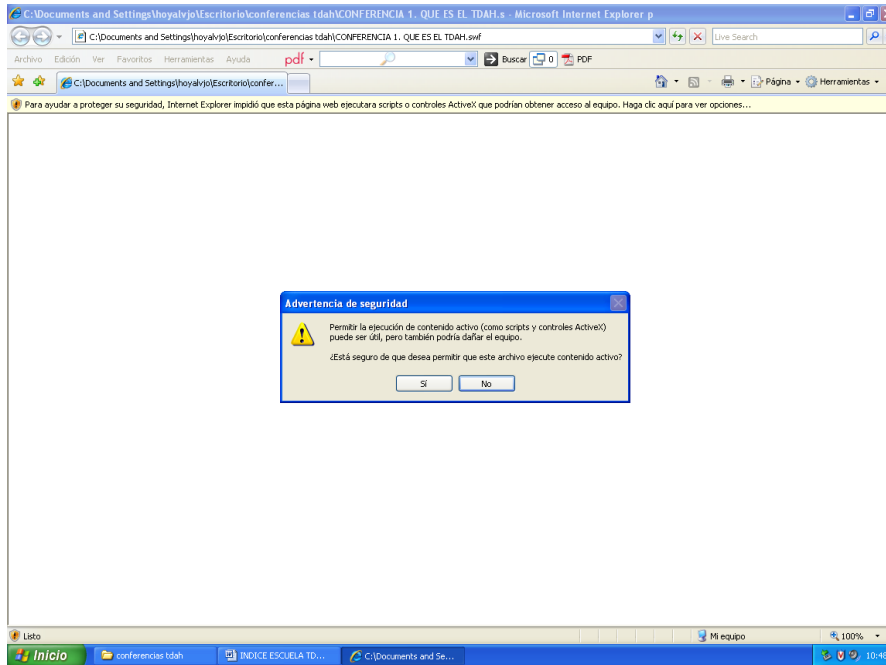 C:\Documents and Settings\hoyalvjo\Escritorio\conferencias tdah\CONFERENCIA 1. QUE ES EL TDAH.s - Microsoft Internet Explorer p
C:\Documents and Settings\hoyalvjo\Escritorio\conferencias tdah\CONFERENCIA 1. QUE ES EL TDAH.swf
Live Search
Archivo Edición Ver Favoritos Herramientas Ayuda pdf Buscar 0 PDF
C:\Documents and Settings\hoyalvjo\Escritorio\confer... Página Herramientas
Para ayudar a proteger su seguridad, Internet Explorer impidió que esta página web ejecutara scripts o controles ActiveX que podrían obtener acceso al equipo. Haga clic aquí para ver opciones...
Advertencia de seguridad
Permitir la ejecución de contenido activo (como scripts y controles ActiveX)
puede ser útil, pero también podría dañar el equipo.
¿Está seguro de que desea permitir que este archivo ejecute contenido activo?
Sí No
Listo Mi equipo 100%
Inicio conferencias tdah INDICE ESCUELA TD... C:\Documents and Se... 10:48